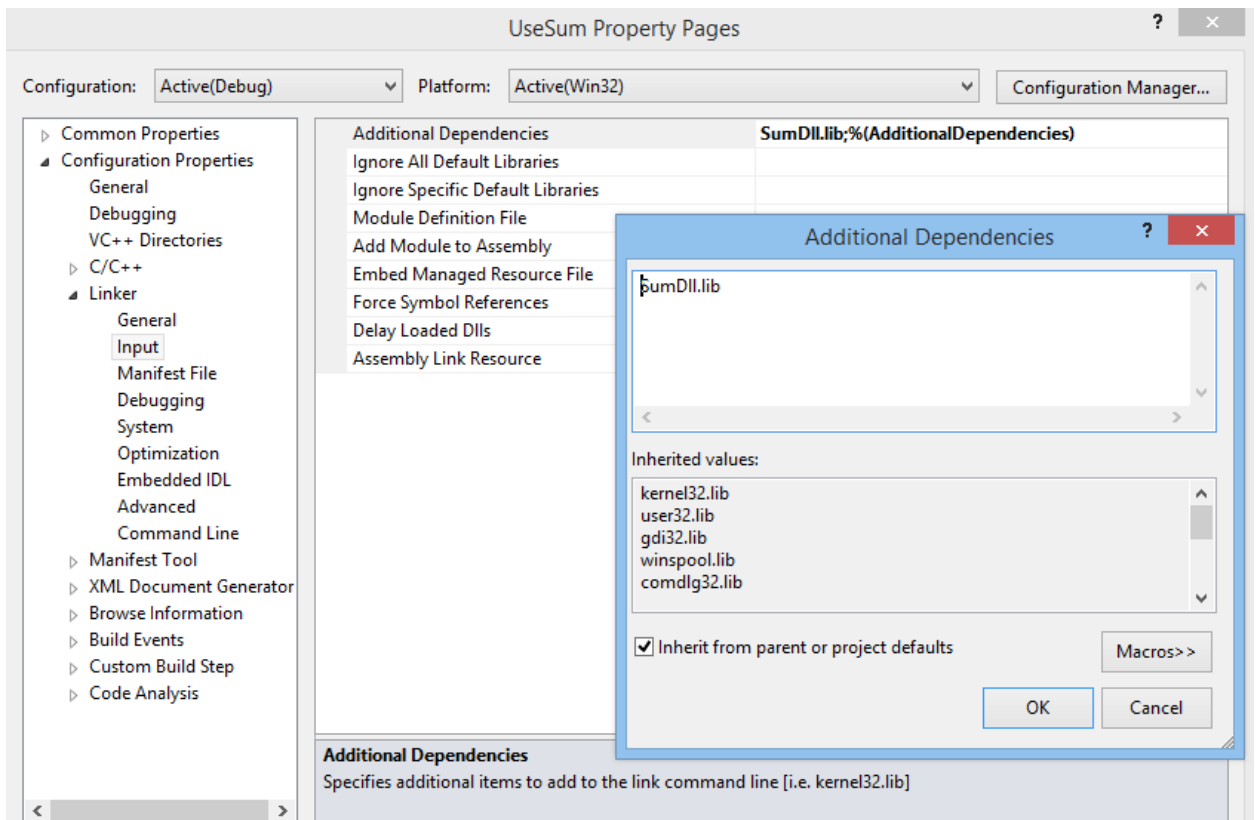 UseSum Property Pages
?
Configuration: Active(Debug) Platform: Active(Win32) Configuration Manager...
Common Properties
Configuration Properties
General
Debugging
VC++ Directories
C/C++
Linker
General
Input
Manifest File
Debugging
System
Optimization
Embedded IDL
Advanced
Command Line
Manifest Tool
XML Document Generator
Browse Information
Build Events
Custom Build Step
Code Analysis
Additional Dependencies SumDll.lib;%(AdditionalDependencies)
Ignore All Default Libraries
Ignore Specific Default Libraries
Module Definition File
Add Module to Assembly
Embed Managed Resource File
Force Symbol References
Delay Loaded Dlls
Assembly Link Resource
Additional Dependencies
?
SumDll.lib
Inherited values:
kernel32.lib
user32.lib
gdi32.lib
winspool.lib
comdlg32.lib
Inherit from parent or project defaults
Macros>>
OK Cancel
Additional Dependencies
Specifies additional items to add to the link command line [i.e. kernel32.lib]